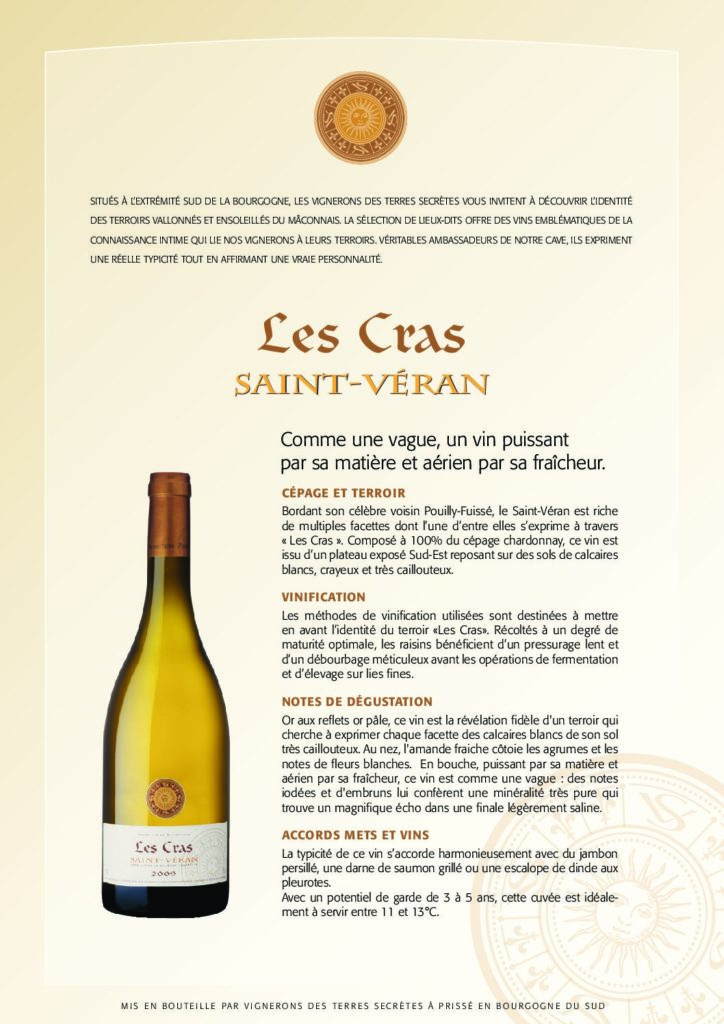 SITUÉS À L'EXTRÉMITÉ SUD DE LA BOURGOGNE, LES VIGNERONS DES TERRES SECRÈTES VOUS INVITENT À DÉCOUVRIR L'IDENTITÉ
DES TERROIRS VALLONNÉS ET ENSOLEILLÉS DU MÂCONNAIS. LA SÉLECTION DE LIEUX-DITS OFFRE DES VINS EMBLÉMATIQUES DE LA
CONNAISSANCE INTIME QUI LIE NOS VIGNERONS À LEURS TERROIRS. VÉRITABLES AMBASSADEURS DE NOTRE CAVE, ILS EXPRIMENT
UNE RÉELLE TYPICITÉ TOUT EN AFFIRMANT UNE VRAIE PERSONNALITÉ.
Les Cras
SAINT-VÉRAN
Comme une vague, un vin puissant
par sa matière et aérien par sa fraîcheur.
CÉPAGE ET TERROIR
Bordant son célèbre voisin Pouilly-Fuissé, le Saint-Véran est riche
de multiples facettes dont l'une d'entre elles s'exprime à travers
« Les Cras ». Composé à 100% du cépage chardonnay, ce vin est
issu d'un plateau exposé Sud-Est reposant sur des sols de calcaires
blancs, crayeux et très caillouteux.
VINIFICATION
Les méthodes de vinification utilisées sont destinées à mettre
en avant l'identité du terroir «Les Cras». Récoltés à un degré de
maturité optimale, les raisins bénéficient d'un pressurage lent et
d'un débourbage méticuleux avant les opérations de fermentation
et d'élevage sur lies fines.
NOTES DE DÉGUSTATION
Or aux reflets or pâle, ce vin est la révélation fidèle d'un terroir qui
cherche à exprimer chaque facette des calcaires blancs de son sol
très caillouteux. Au nez, l'amande fraiche côtoie les agrumes et les
notes de fleurs blanches. En bouche, puissant par sa matière et
aérien par sa fraîcheur, ce vin est comme une vague : des notes
iodées et d'embruns lui confèrent une minéralité très pure qui
trouve un magnifique écho dans une finale légèrement saline.
ACCORDS METS ET VINS
La typicité de ce vin s'accorde harmonieusement avec du jambon
persillé, une darne de saumon grillé ou une escalope de dinde aux
pleurotes.
Avec un potentiel de garde de 3 à 5 ans, cette cuvée est idéale-
ment à servir entre 11 et 13°C.
Les Cras
SAINT-VÉRAN
2009
MIS EN BOUTEILLE PAR VIGNERONS DES TERRES SECRÈTES À PRISSÉ EN BOURGOGNE DU SUD